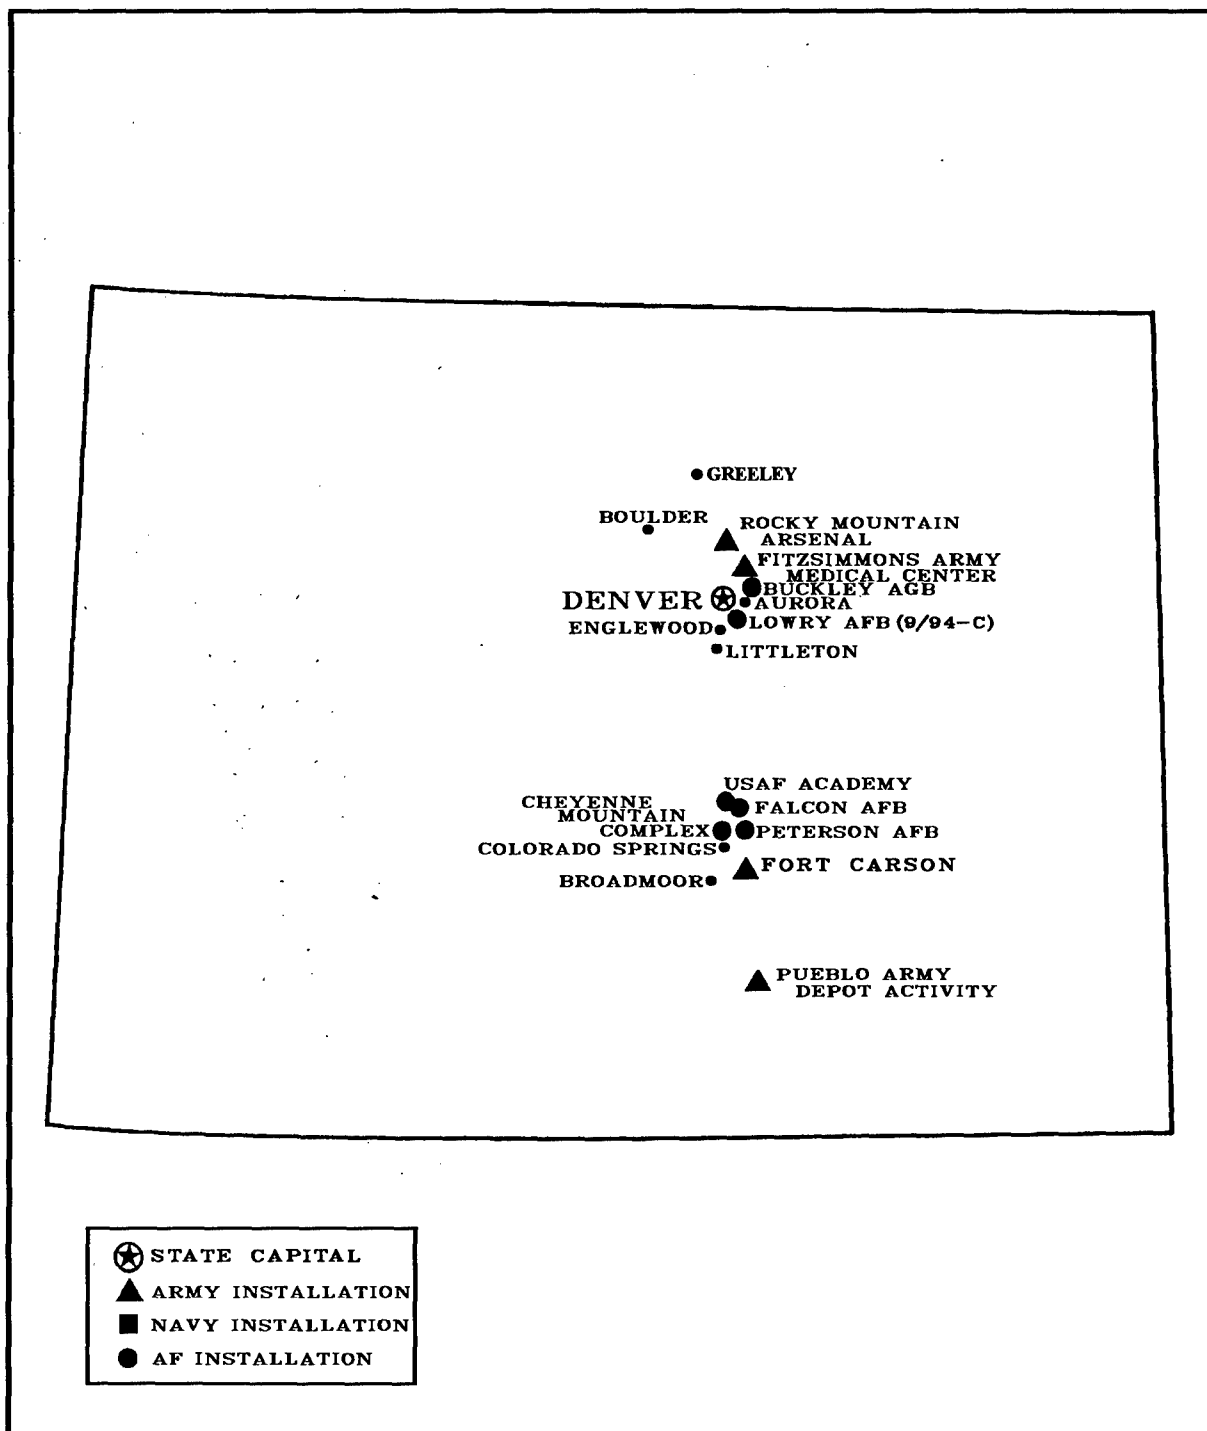 GREELEY
BOULDER
ROCKY MOUNTAIN
ARSENAL
FITZSIMMONS ARMY
MEDICAL CENTER
BUCKLEY AGB
DENVER
AURORA
LOWRY AFB (9/94-C)
ENGLEWOOD
LITTLETON
USAF ACADEMY
CHEYENNE
MOUNTAIN
COMPLEX
FALCON AFB
PETERSON AFB
COLORADO SPRINGS
FORT CARSON
BROADMOOR
PUEBLO ARMY
DEPOT ACTIVITY
STATE CAPITAL
ARMY INSTALLATION
NAVY INSTALLATION
AF INSTALLATION